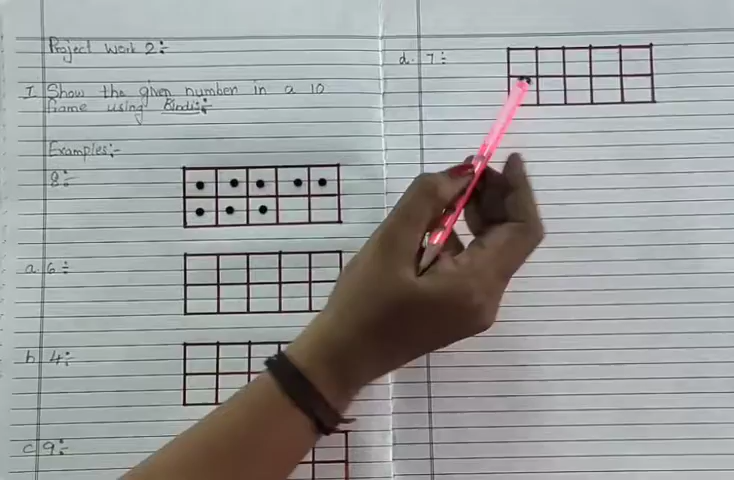 Project Work 2:-
I Show the given number in a 10
frame using Bindi:-
Examples:-
8:-
a. 6:-
b. 4:-
c 9:-
d. 7:-